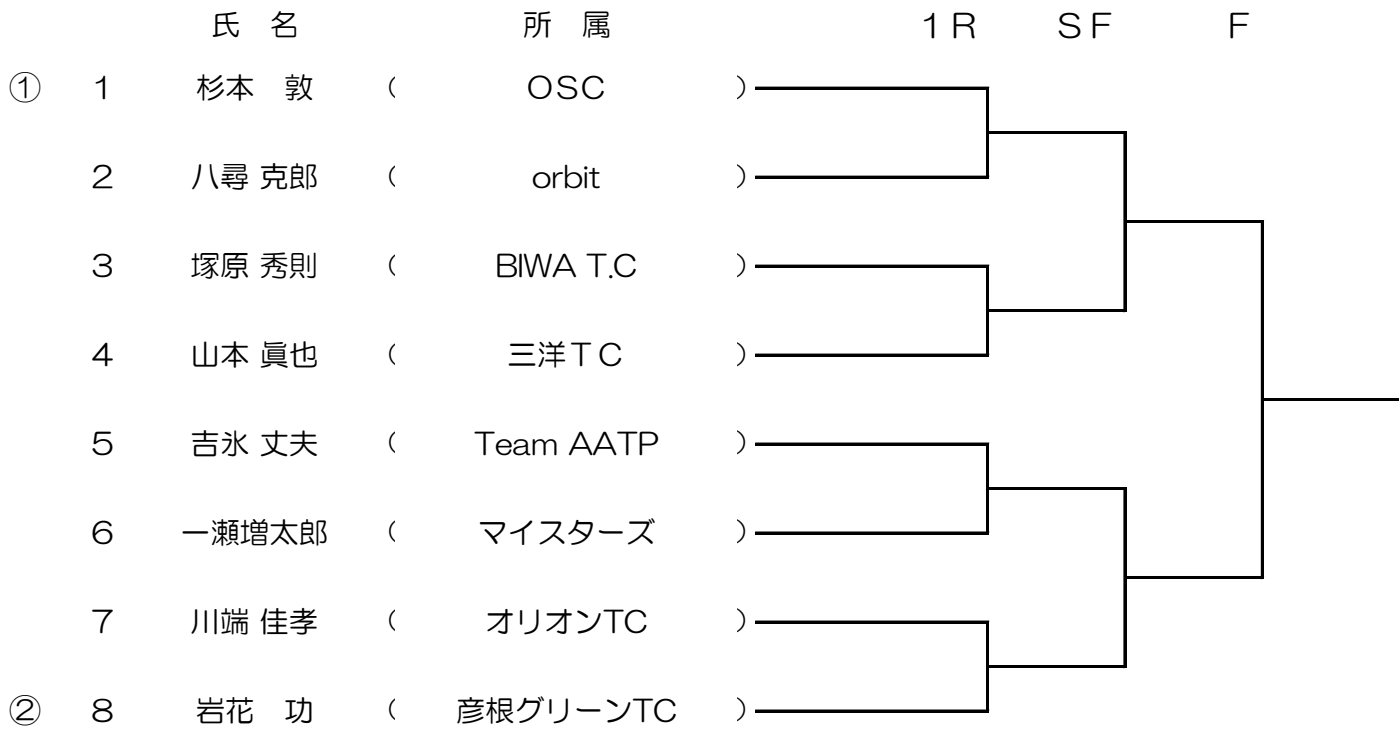 氏 名 所 属 1R SF F
① 1 杉本 敦 ( OSC )
2 八尋 克郎 ( orbit )
3 塚原 秀則 ( BIWA T.C )
4 山本 眞也 ( 三洋TC )
5 吉氷 丈夫 ( Team AATP )
6 一瀬増太郎 ( マイスターズ )
7 川端 佳孝 ( オリオンTC )
② 8 岩花 功 ( 彦根グリーンTC )